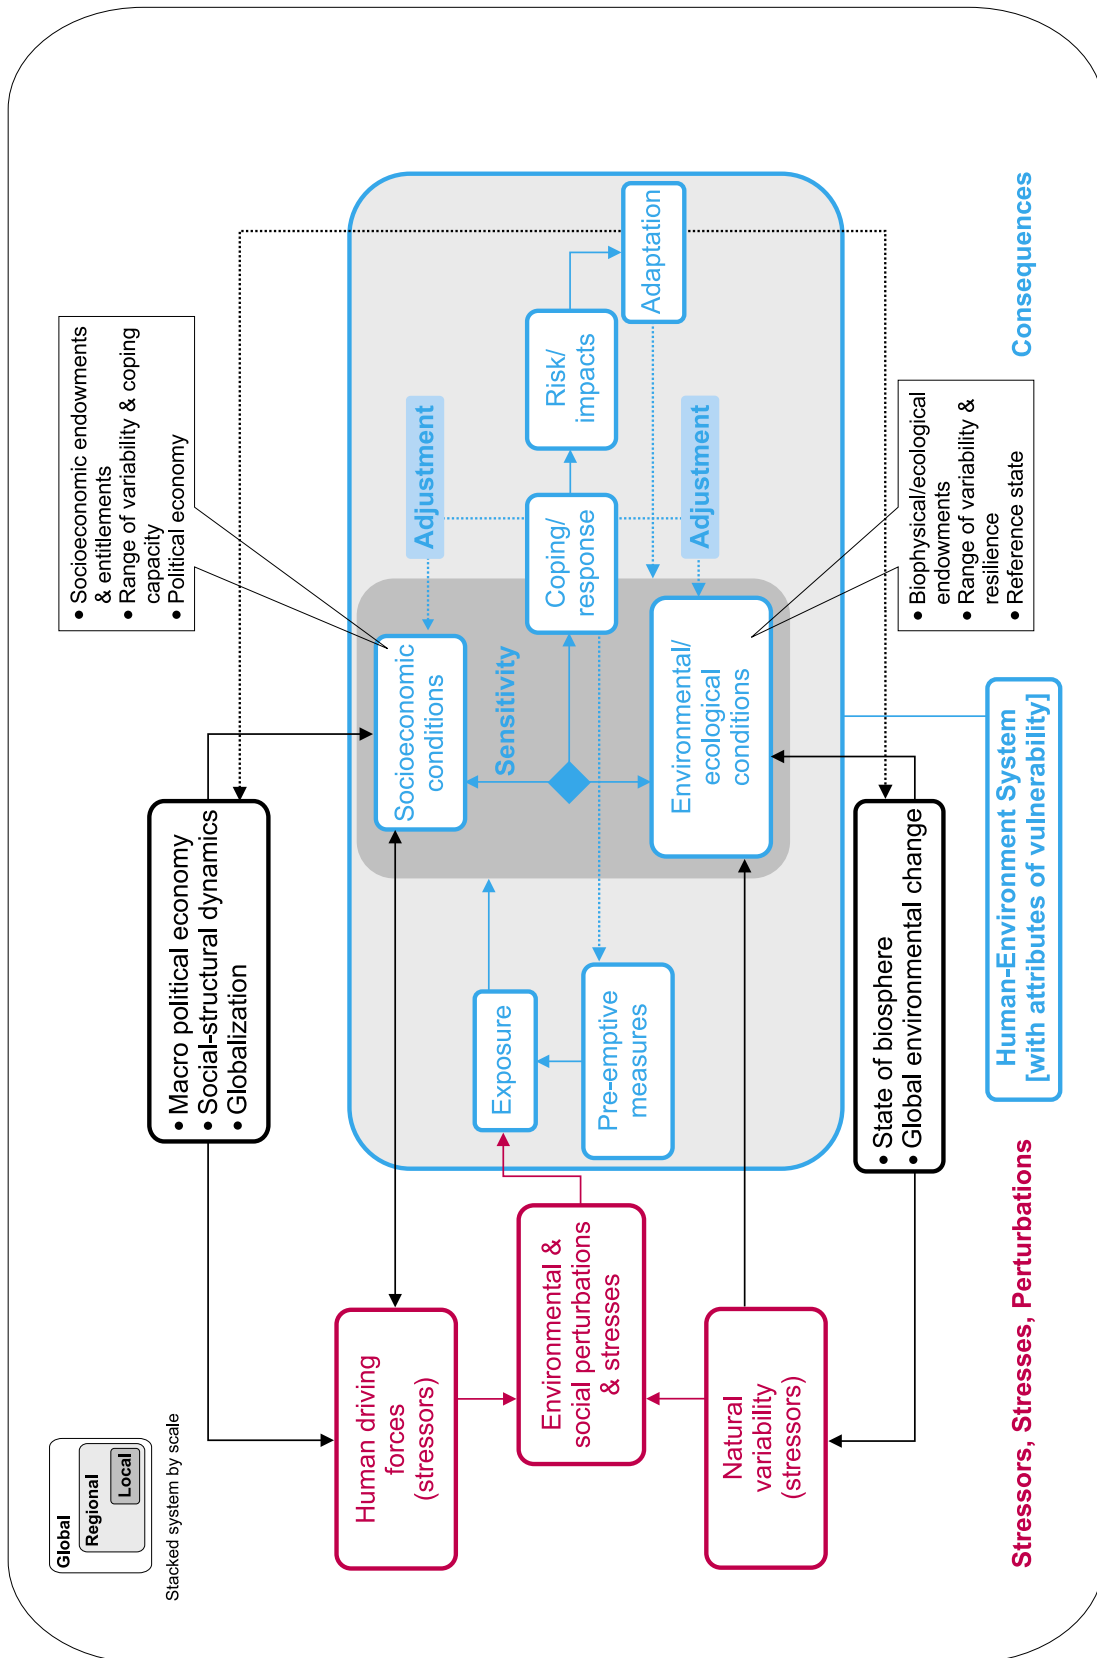 Global
Regional
Local
Stacked system by scale
• Macro political economy
• Social-structural dynamics
• Globalization
• Socioeconomic endowments
& entitlements
• Range of variability & coping
capacity
• Political economy
Human driving
forces
(stressors)
Environmental &
social perturbations
& stresses
Natural
variability
(stressors)
Exposure
Pre-emptive
measures
Socioeconomic
conditions
Sensitivity
Environmental/
ecological
conditions
Adjustment
Coping/
response
Adjustment
Risk/
impacts
Adaptation
• State of biosphere
• Global environmental change
• Biophysical/ecological
endowments
• Range of variability &
resilience
• Reference state
Stressors, Stresses, Perturbations
Human-Environment System
[with attributes of vulnerability]
Consequences